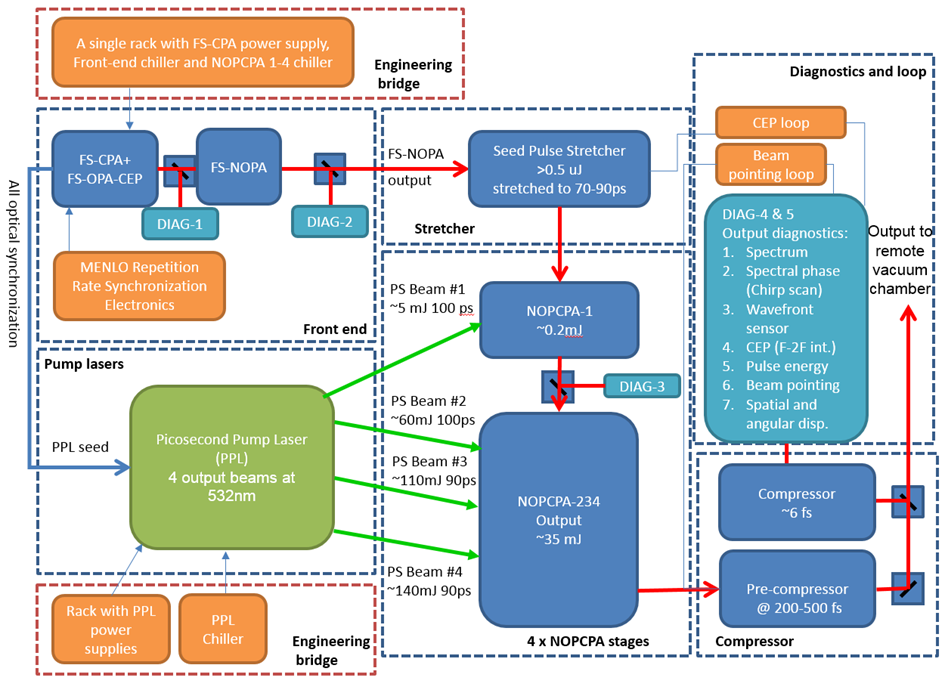 A single rack with FS-CPA power supply,
Front-end chiller and NOPCPA 1-4 chiller
Engineering
bridge
Diagnostics and loop
FS-CPA+
FS-OPA-CEP
FS-NOPA
DIAG-1
DIAG-2
FS-NOPA
output
Seed Pulse Stretcher
>0.5 uJ
stretched to 70-90ps
Stretcher
CEP loop
Beam
pointing loop
DIAG-4 & 5
Output diagnostics:
1. Spectrum
2. Spectral phase
(Chirp scan)
3. Wavefront
sensor
4. CEP (F-2F int.)
5. Pulse energy
6. Beam pointing
7. Spatial and
angular disp.
Output to
remote
vacuum
chamber
All optical synchronization
MENLO Repetition
Rate Synchronization
Electronics
Front end
PS Beam #1
~5 mJ 100 ps
NOPCPA-1
~0.2mJ
DIAG-3
Pump lasers
Picosecond Pump Laser
(PPL)
4 output beams at
532nm
PPL seed
PS Beam #2
~60mJ 100ps
PS Beam #3
~110mJ 90ps
PS Beam #4
~140mJ 90ps
NOPCPA-234
Output
~35 mJ
4 x NOPCPA stages
Compressor
~6 fs
Pre-compressor
@ 200-500 fs
Compressor
Rack with PPL
power
supplies
PPL
Chiller
Engineering
bridge